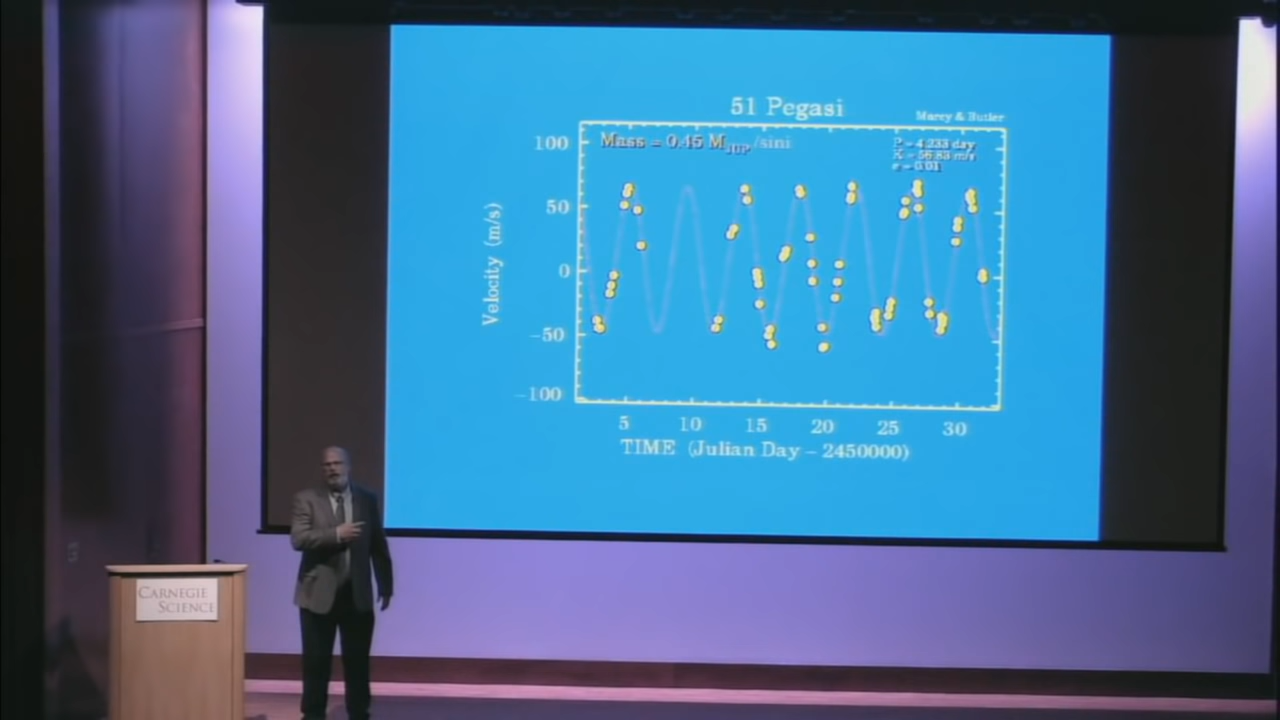 51 Pegasi
Marcy & Butler
Mass = 0.45 M_JUP /sini
P = 4.233 day
K = 56.83 m/s
e = 0.01
100
50
0
-50
-100
Velocity (m/s)
5 10 15 20 25 30
TIME (Julian Day – 2450000)
CARNEGIE
SCIENCE